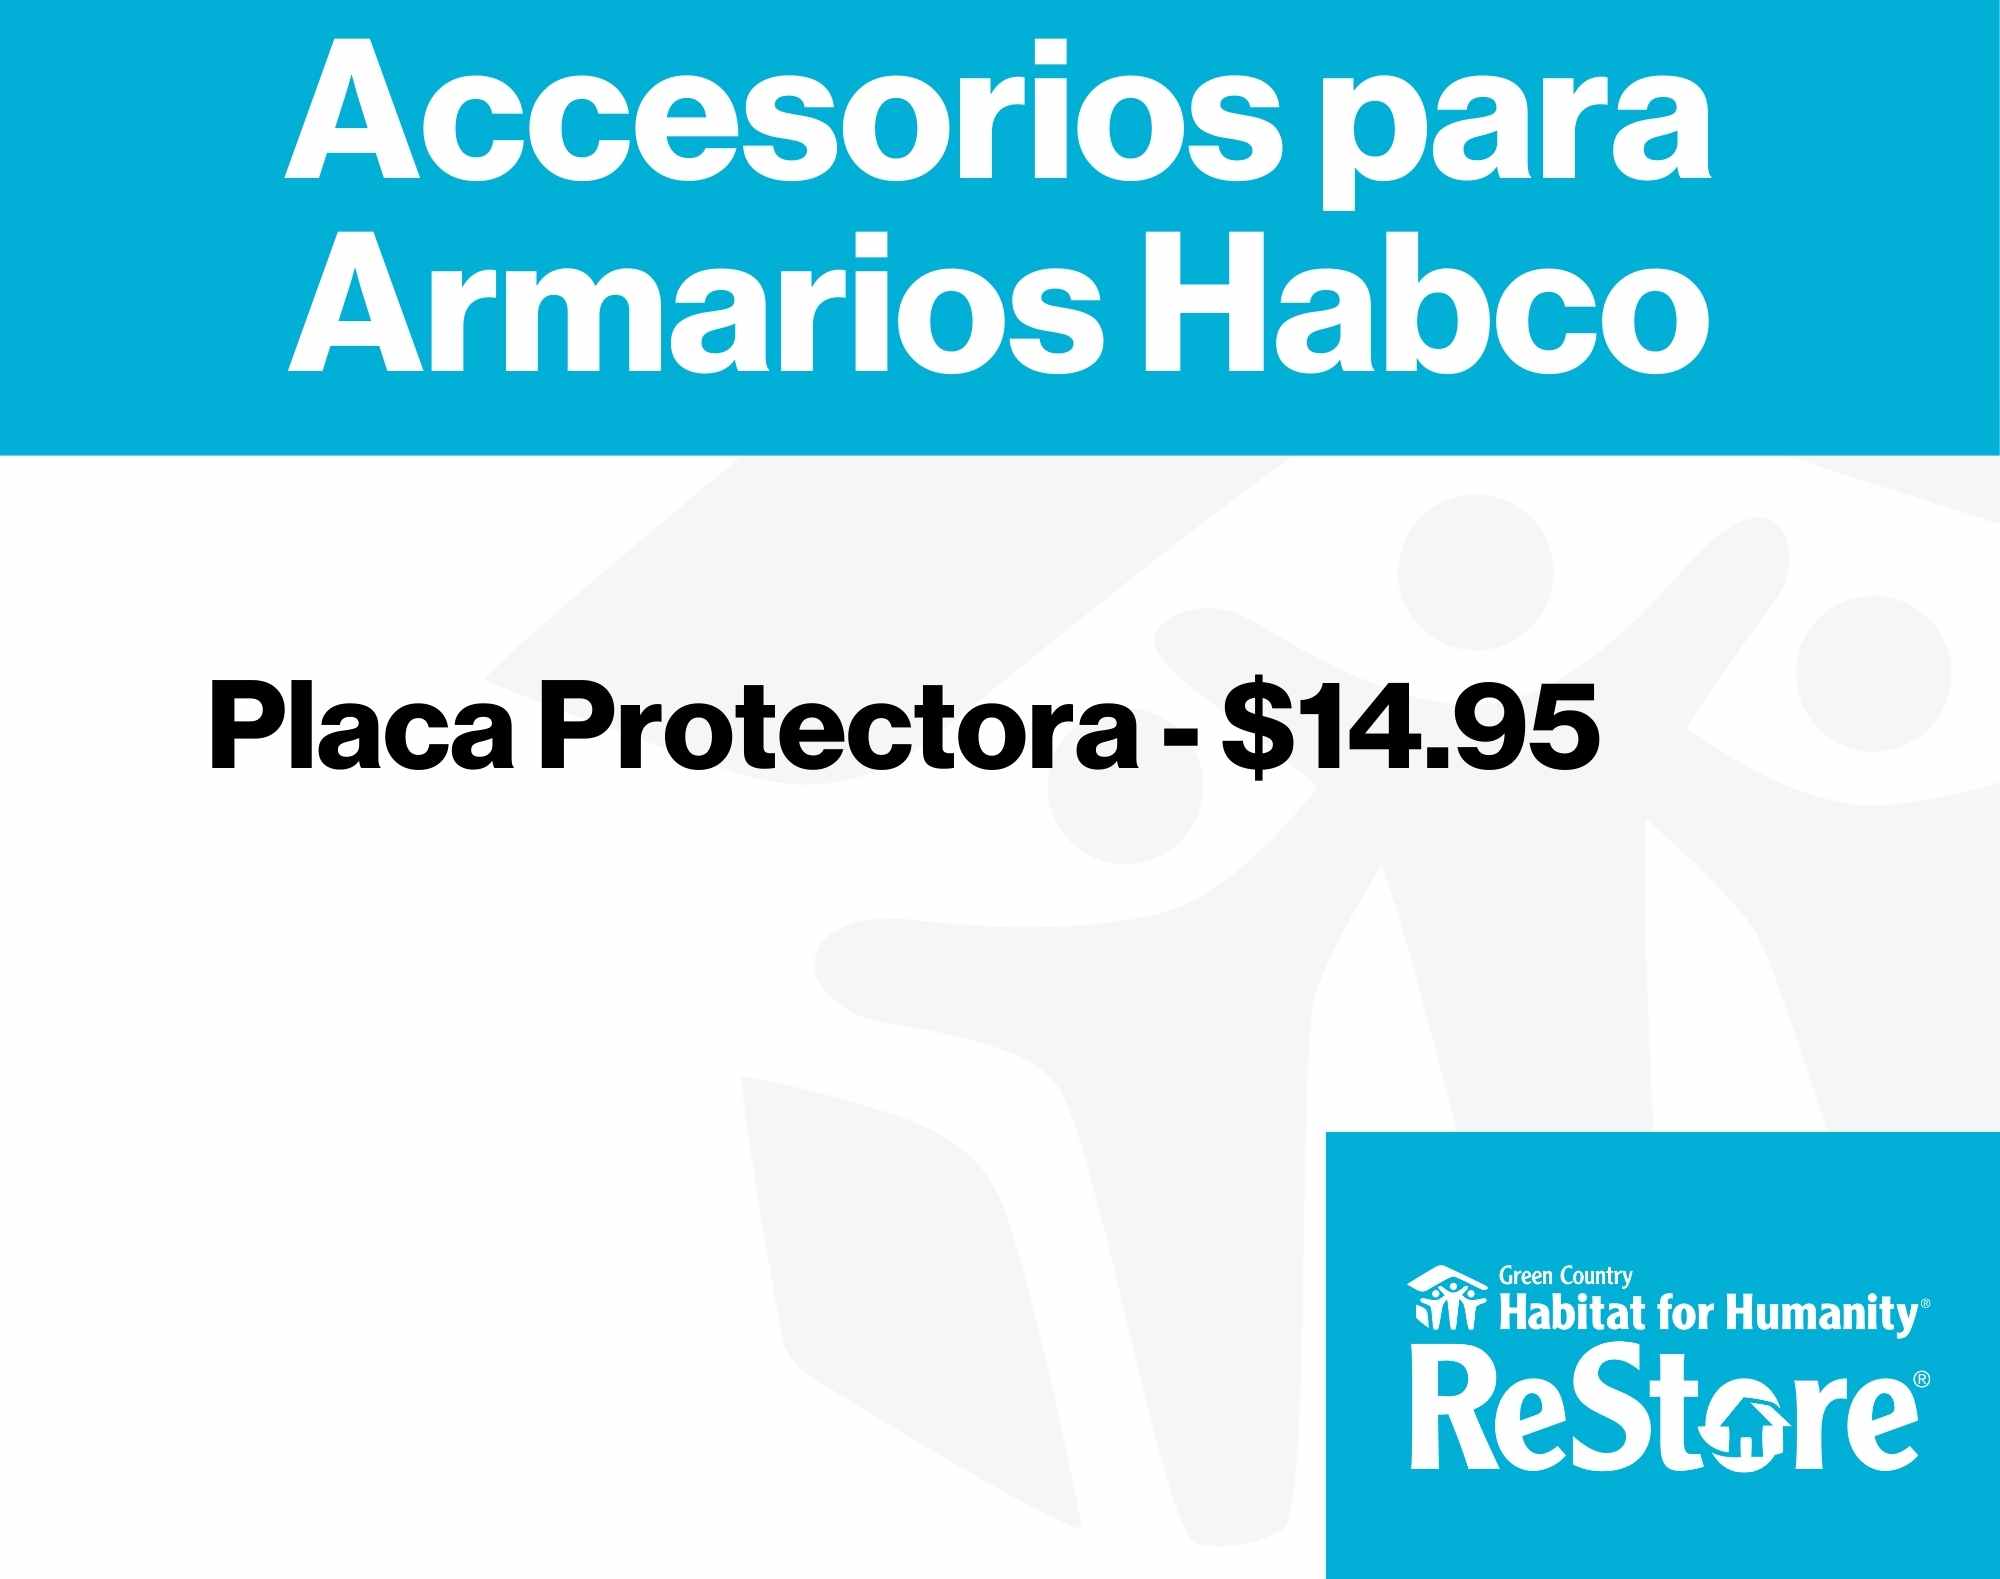 Accesorios para
Armarios Habco
Placa Protectora - $14.95
Green Country
Habitat for Humanity®
ReStore®